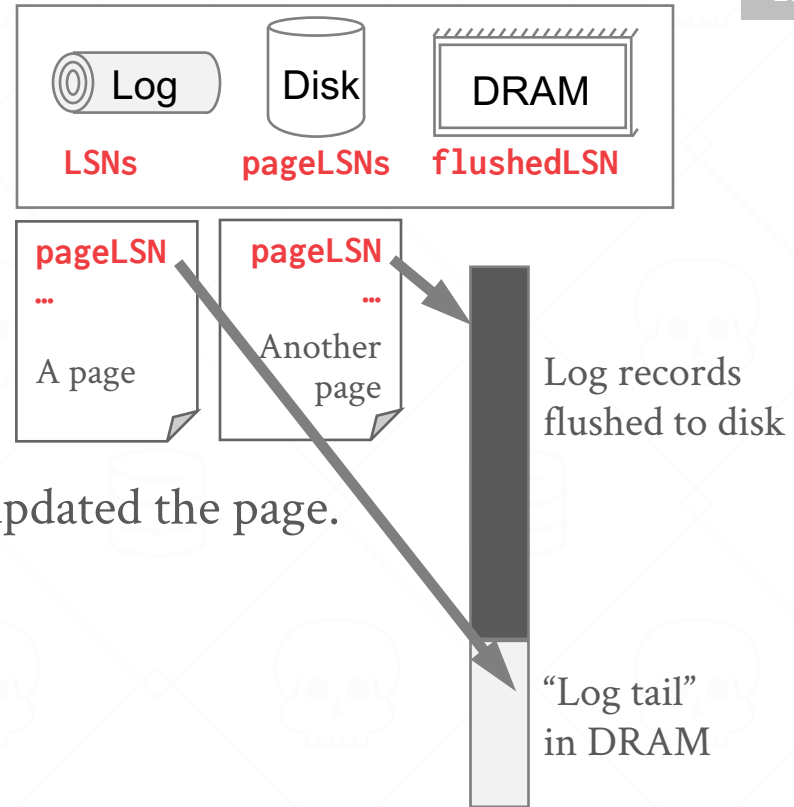 Log
Disk
DRAM
LSNs
pageLSNs
flushedLSN
pageLSN
…
A page
pageLSN
…
Another
page
Log records
flushed to disk
updated the page.
“Log tail”
in DRAM